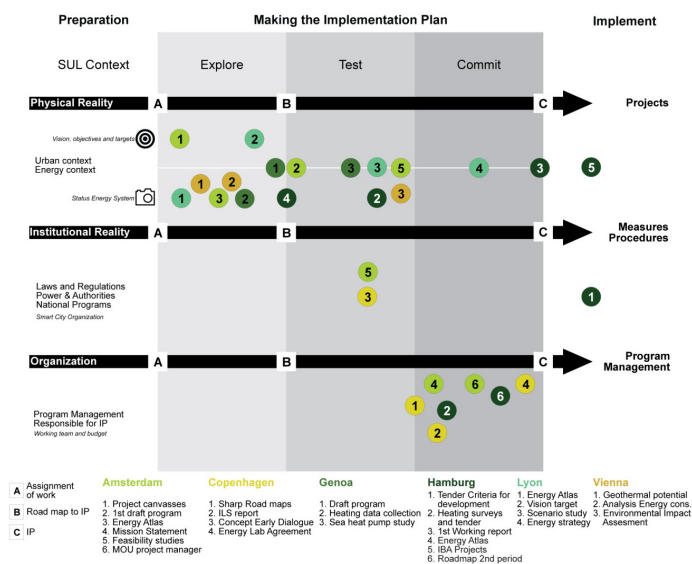 Preparation
Making the Implementation Plan
Implement
SUL Context
Explore
Test
Commit
Physical Reality
A
B
C
Projects
Vision, objectives and targets
1
2
Urban context
Energy context
1
2
3
3
5
4
3
5
Status Energy System
1
1
3
2
2
4
2
3
Institutional Reality
A
B
C
Measures
Procedures
Laws and Regulations
Power & Authorities
National Programs
Smart City Organization
5
3
1
Organization
A
B
C
Program
Management
Program Management
Responsible for IP
Working team and budget
4
6
4
1
2
6
2
A Assignment
of work
B Road map to IP
C IP
Amsterdam
1. Project canvasses
2. 1st draft program
3. Energy Atlas
4. Mission Statement
5. Feasibility studies
6. MOU project manager
Copenhagen
1. Sharp Road maps
2. ILS report
3. Concept Early Dialogue
4. Energy Lab Agreement
Genoa
1. Draft program
2. Heating data collection
3. Sea heat pump study
Hamburg
1. Tender Criteria for
development
2. Heating surveys
and tender
3. 1st Working report
4. Energy Atlas
5. IBA Projects
6. Roadmap 2nd period
Lyon
1. Energy Atlas
2. Vision target
3. Scenario study
4. Energy strategy
Vienna
1. Geothermal potential
2. Analysis Energy cons.
3. Environmental Impact
Assesment